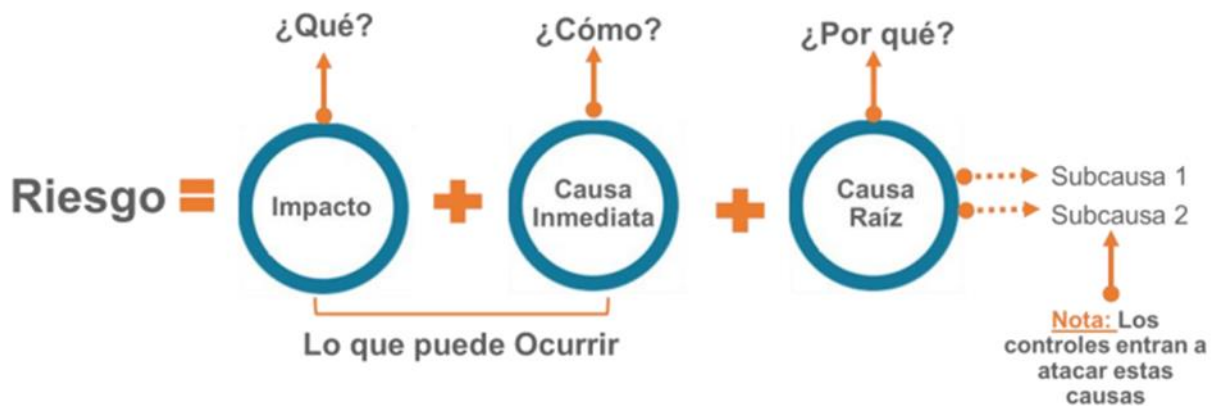 ¿Qué?
¿Cómo?
¿Por qué?
Riesgo =
Impacto
+
Causa
Inmediata
+
Causa
Raíz
Subcausa 1
Subcausa 2
Lo que puede Ocurrir
Nota: Los
controles entran a
atacar estas
causas